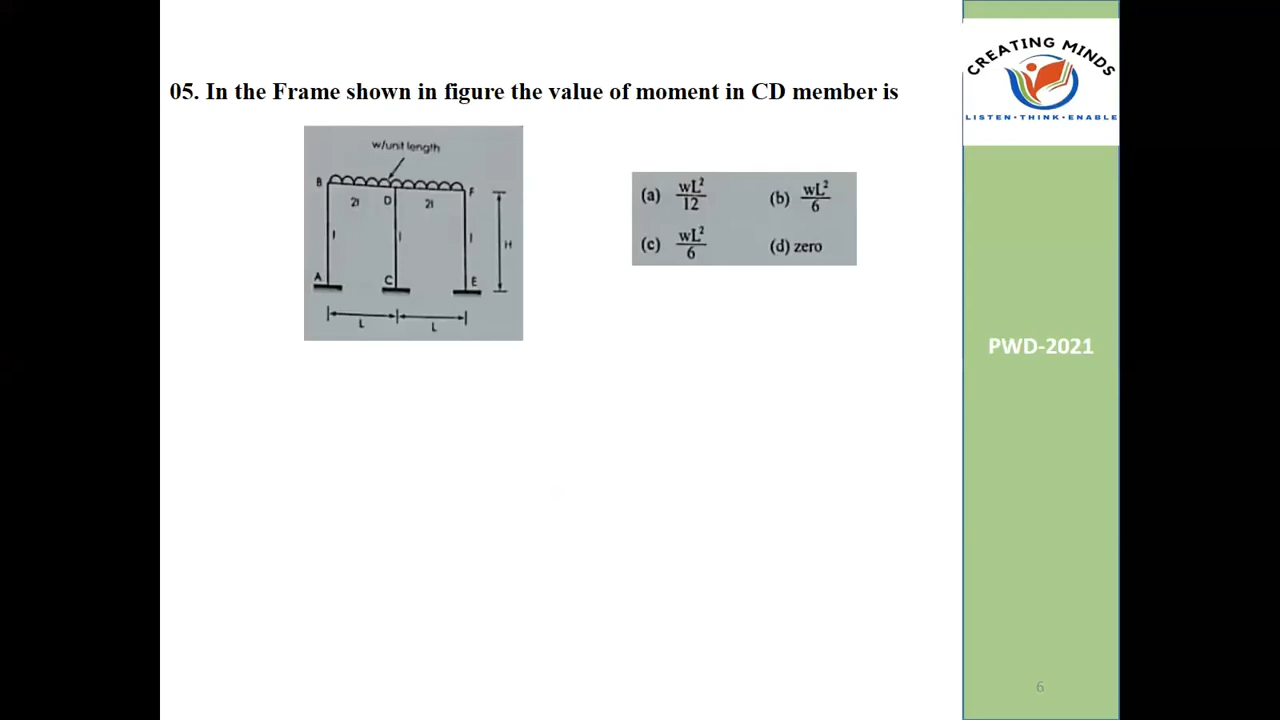 CREATING MINDS
LISTEN • THINK • ENABLE
05. In the Frame shown in figure the value of moment in CD member is
w/unit length
B
2I
D
2I
F
I
I
I
H
A
C
E
L
L
(a) wL²/12
(b) wL²/6
(c) wL²/6
(d) zero
PWD-2021
6